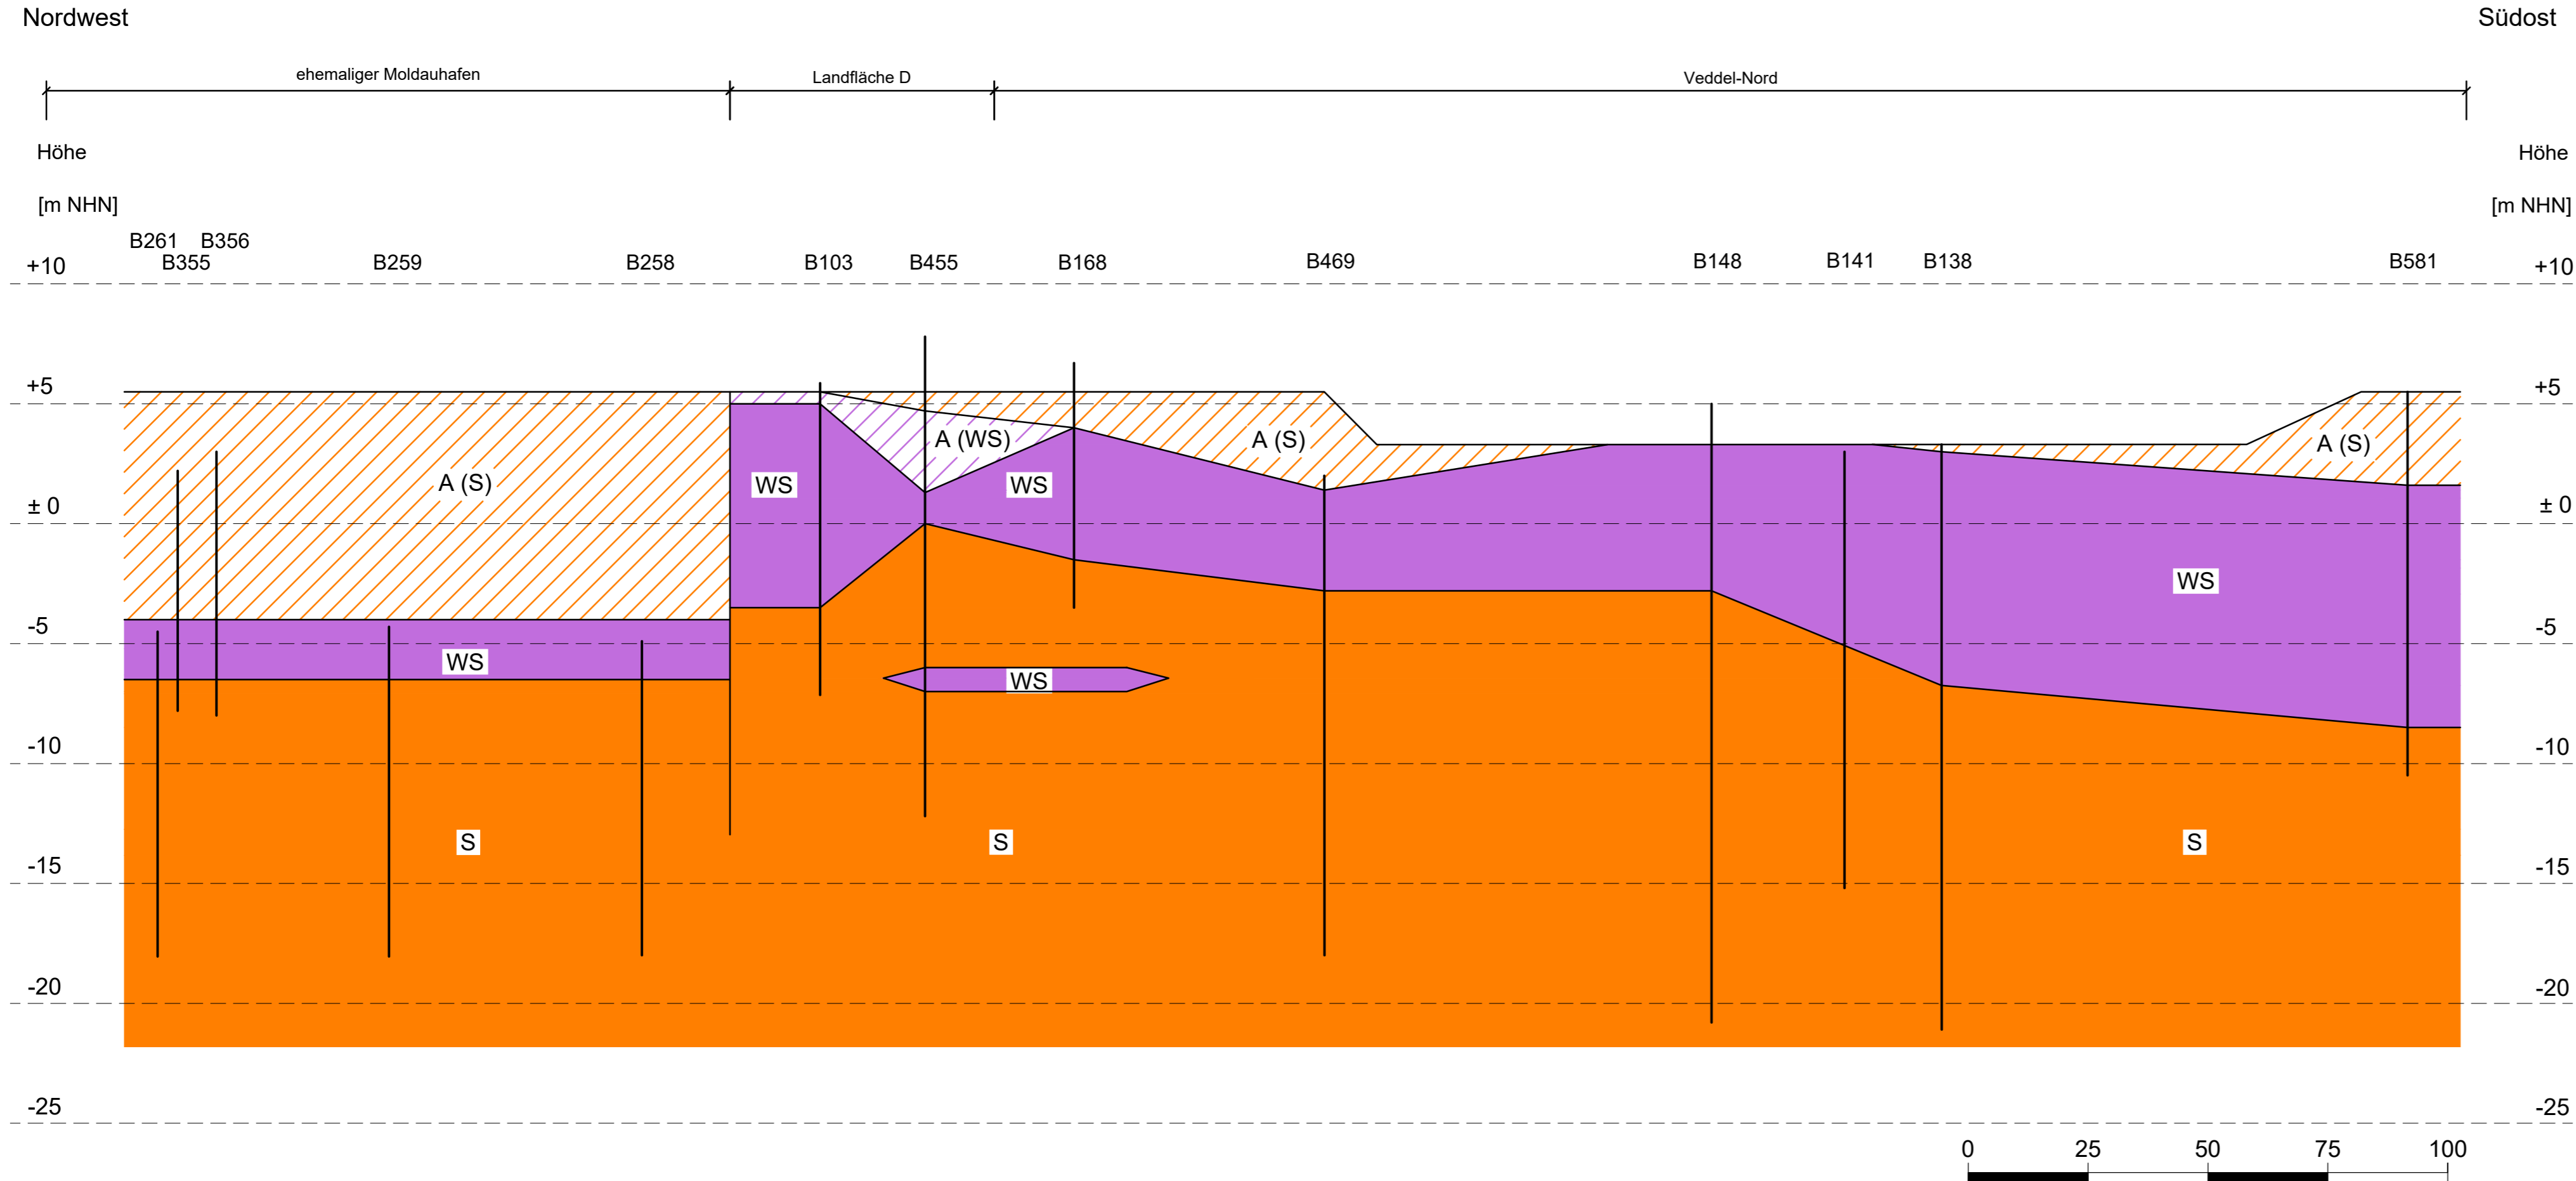 Nordwest Südost
ehemaliger Moldauhafen Landfläche D Veddel-Nord
Höhe Höhe
[m NHN] [m NHN]
B261 B356
B355 B259 B258 B103 B455 B168 B469 B148 B141 B138 B581
+10 +10
+5 +5
A (WS) A (S) A (S)
A (S) WS WS
± 0 ± 0
WS
-5 -5
WS WS
-10 -10
S S S
-15 -15
-20 -20
-25 -25
0 25 50 75 100